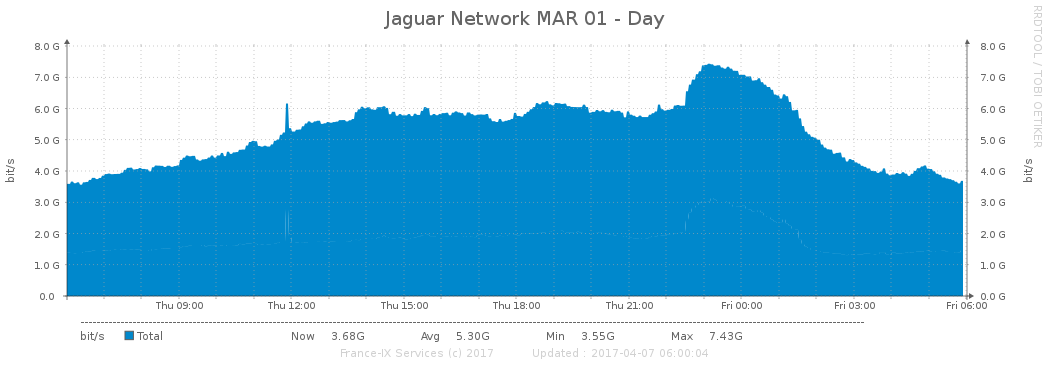 Jaguar Network MAR 01 - Day
RRDTOOL / TOBI OETIKER
8.0 G 8.0 G
7.0 G 7.0 G
6.0 G 6.0 G
5.0 G 5.0 G
4.0 G 4.0 G
3.0 G 3.0 G
2.0 G 2.0 G
1.0 G 1.0 G
0.0 0.0 G
bit/s
bit/s
Thu 09:00 Thu 12:00 Thu 15:00 Thu 18:00 Thu 21:00 Fri 00:00 Fri 03:00 Fri 06:00
bit/s Total Now 3.68G Avg 5.30G Min 3.55G Max 7.43G
France-IX Services (c) 2017 Updated : 2017-04-07 06:00:04